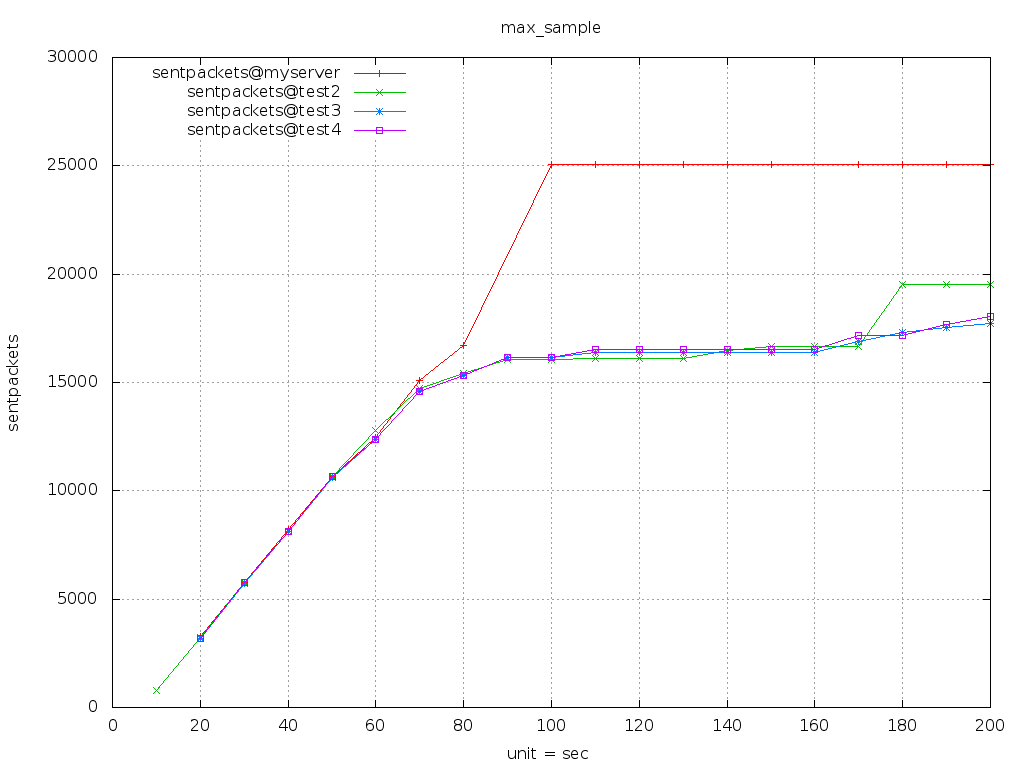 max_sample
30000
25000
20000
15000
10000
5000
0
sentpackets@myserver
sentpackets@test2
sentpackets@test3
sentpackets@test4
sentpackets
0 20 40 60 80 100 120 140 160 180 200
unit = sec